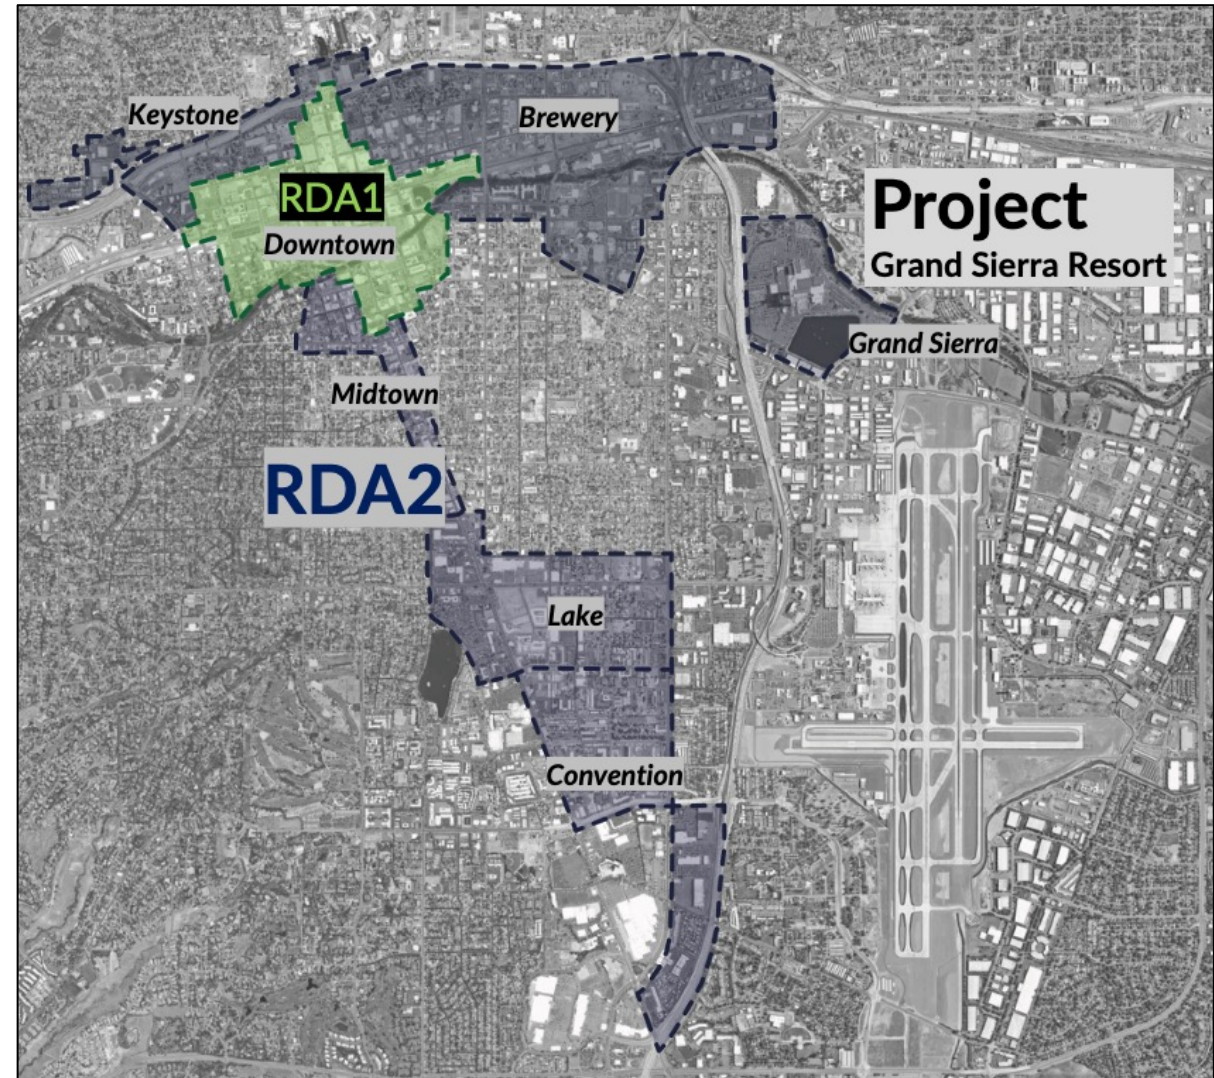 Keystone
Brewery
RDA1
Downtown
Project
Grand Sierra Resort
Grand Sierra
Midtown
RDA2
Lake
Convention